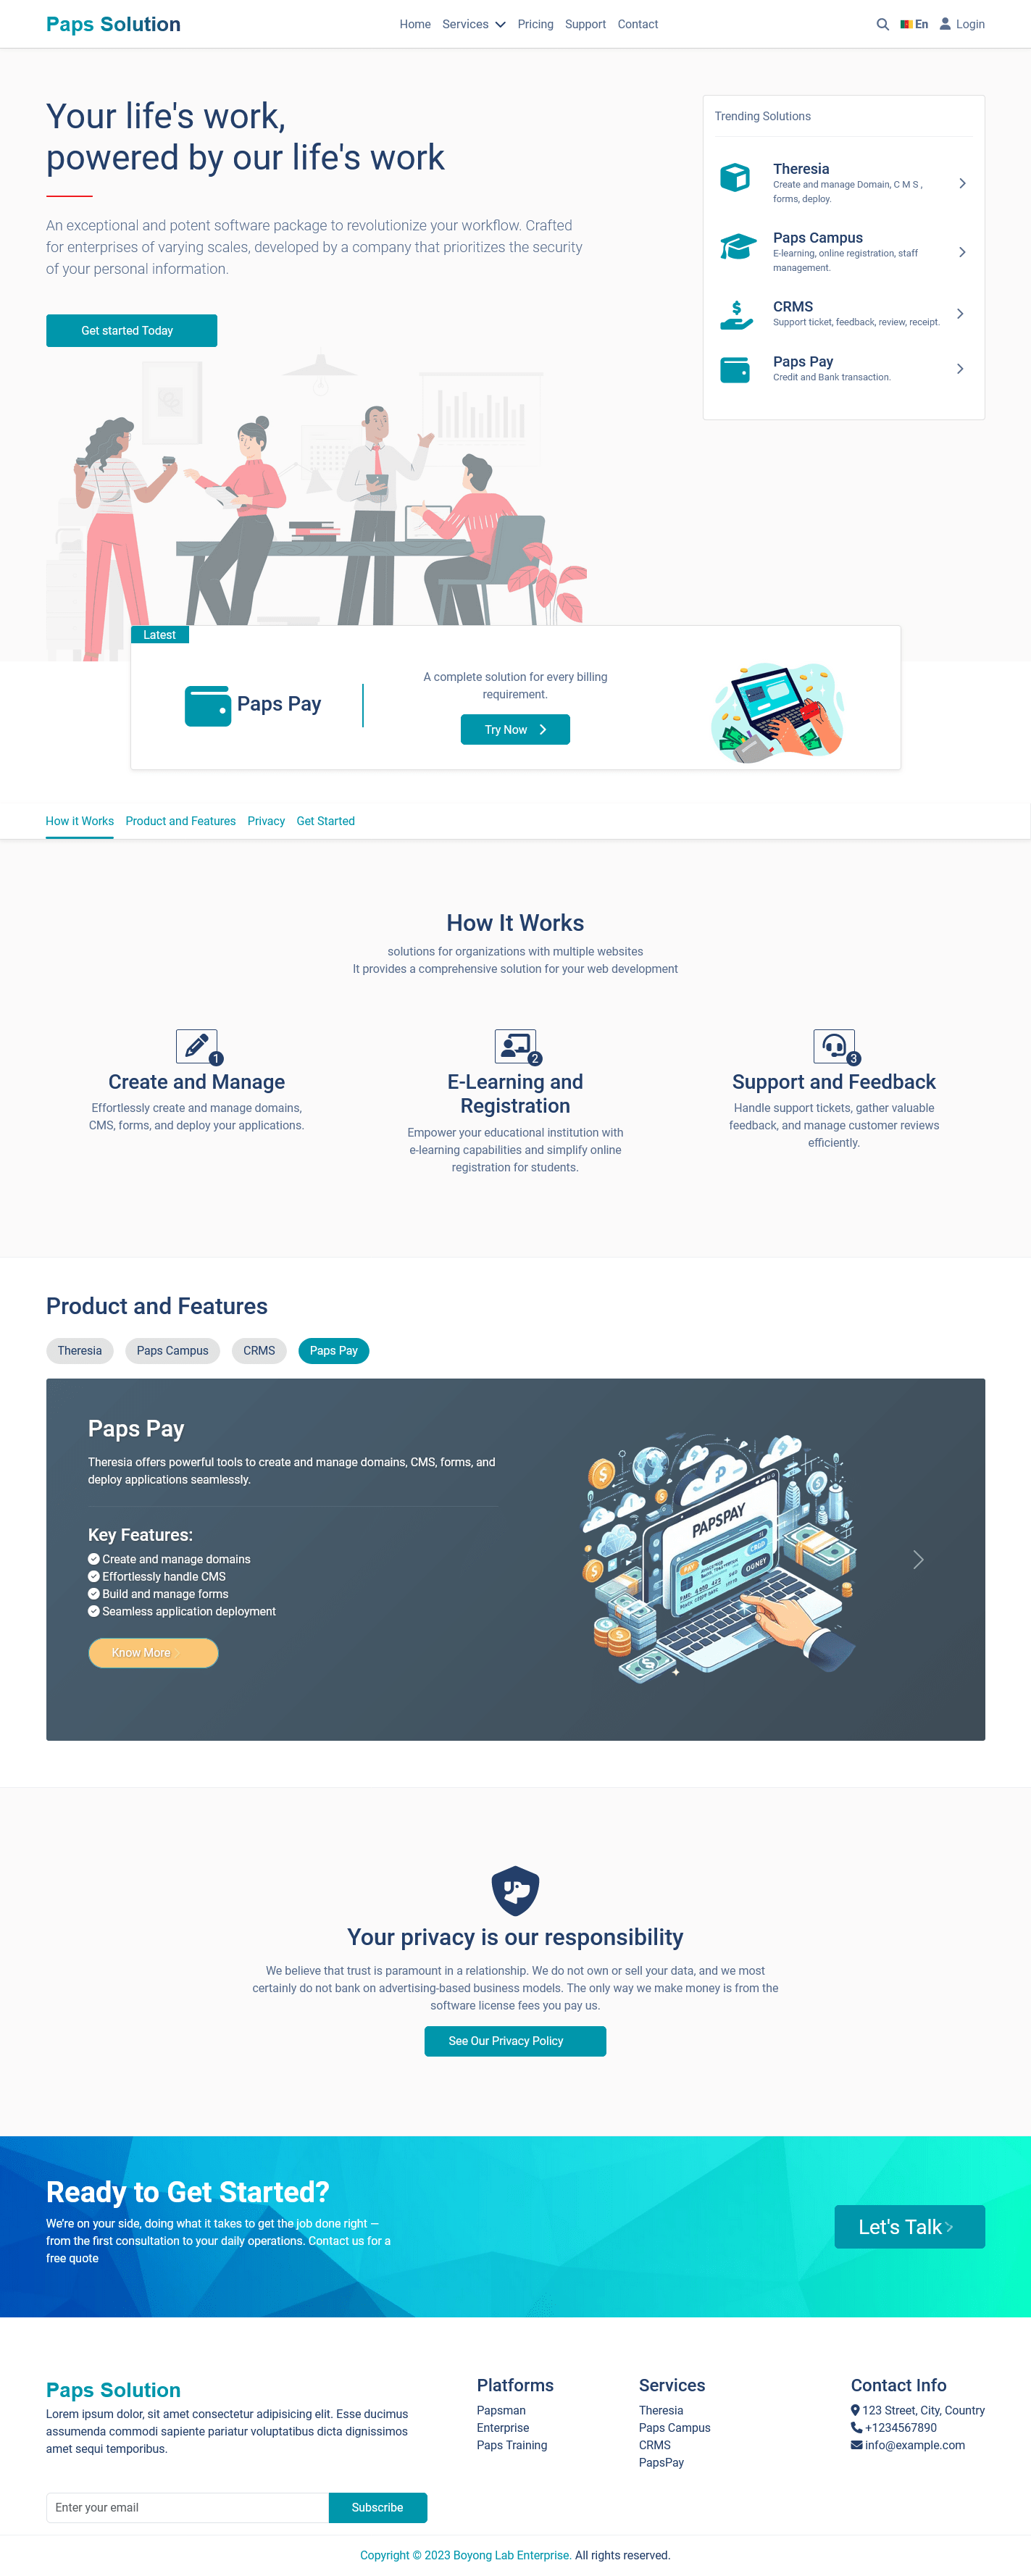 Paps Solution
Home Services Pricing Support Contact
En Login
Your life's work,
powered by our life's work
An exceptional and potent software package to revolutionize your workflow. Crafted
for enterprises of varying scales, developed by a company that prioritizes the security
of your personal information.
Get started Today
Trending Solutions
Theresia
Create and manage Domain, C M S ,
forms, deploy.
Paps Campus
E-learning, online registration, staff
management.
CRMS
Support ticket, feedback, review, receipt.
Paps Pay
Credit and Bank transaction.
Latest
Paps Pay
A complete solution for every billing
requirement.
Try Now
How it Works Product and Features Privacy Get Started
How It Works
solutions for organizations with multiple websites
It provides a comprehensive solution for your web development
1
Create and Manage
Effortlessly create and manage domains,
CMS, forms, and deploy your applications.
2
E-Learning and
Registration
Empower your educational institution with
e-learning capabilities and simplify online
registration for students.
3
Support and Feedback
Handle support tickets, gather valuable
feedback, and manage customer reviews
efficiently.
Product and Features
Theresia Paps Campus CRMS Paps Pay
Paps Pay
Theresia offers powerful tools to create and manage domains, CMS, forms, and
deploy applications seamlessly.
Key Features:
Create and manage domains
Effortlessly handle CMS
Build and manage forms
Seamless application deployment
Know More
PAPSPAY
Your privacy is our responsibility
We believe that trust is paramount in a relationship. We do not own or sell your data, and we most
certainly do not bank on advertising-based business models. The only way we make money is from the
software license fees you pay us.
See Our Privacy Policy
Ready to Get Started?
We're on your side, doing what it takes to get the job done right —
from the first consultation to your daily operations. Contact us for a
free quote
Let's Talk
Paps Solution
Lorem ipsum dolor, sit amet consectetur adipisicing elit. Esse ducimus
assumenda commodi sapiente pariatur voluptatibus dicta dignissimos
amet sequi temporibus.
Enter your email Subscribe
Platforms
Papsman
Enterprise
Paps Training
Services
Theresia
Paps Campus
CRMS
PapsPay
Contact Info
123 Street, City, Country
+1234567890
info@example.com
Copyright © 2023 Boyong Lab Enterprise. All rights reserved.